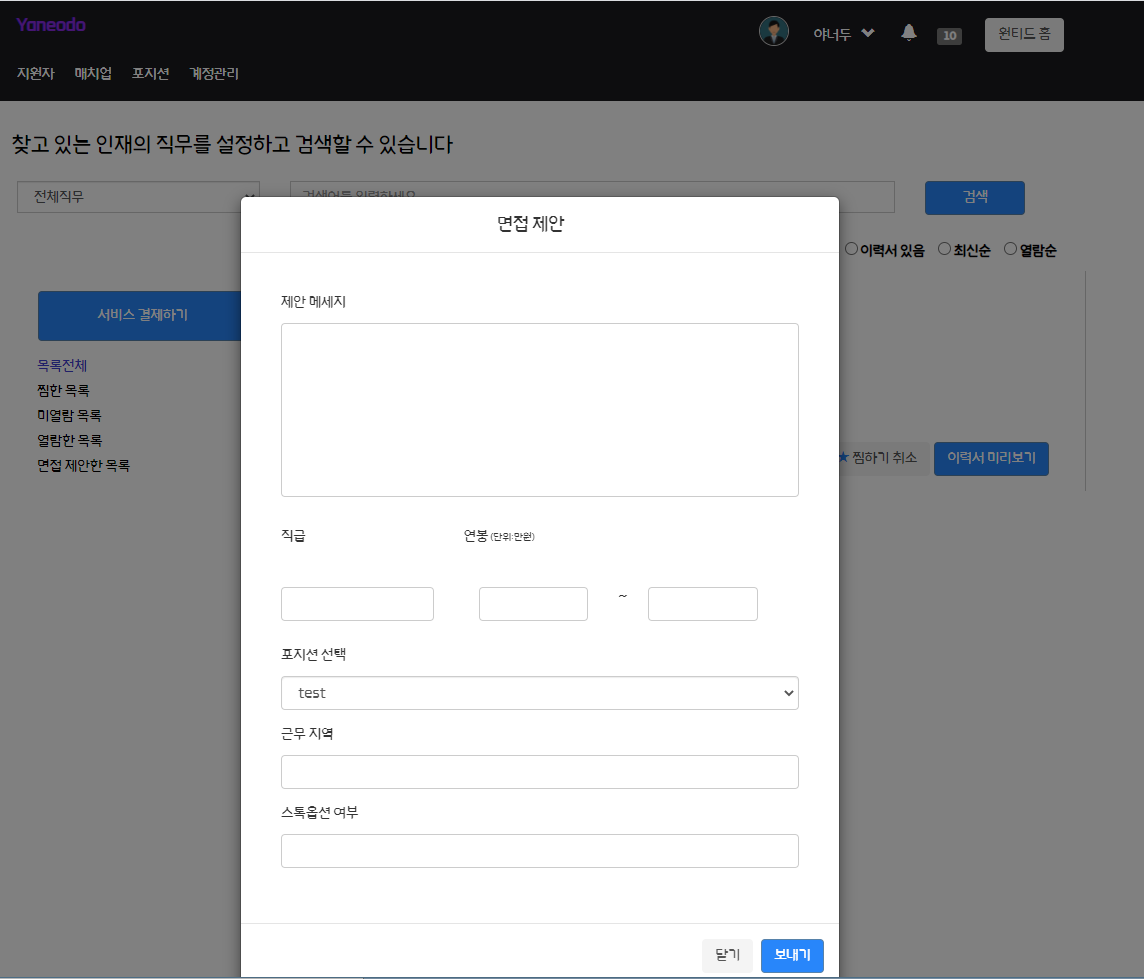 Yaneodo
야너두
10
원티드 홈
지원자 매치업 포지션 계정관리
찾고 있는 인재의 직무를 설정하고 검색할 수 있습니다
전체직무
검색어를 입력하세요
검색
이력서 있음 최신순 열람순
서비스 결제하기
목록전체
찜한 목록
미열람 목록
열람한 목록
면접 제안한 목록
★ 찜하기 취소
이력서 미리보기
면접 제안
제안 메세지
직급
연봉 (단위:만원)
~
포지션 선택
test
근무 지역
스톡옵션 여부
닫기
보내기